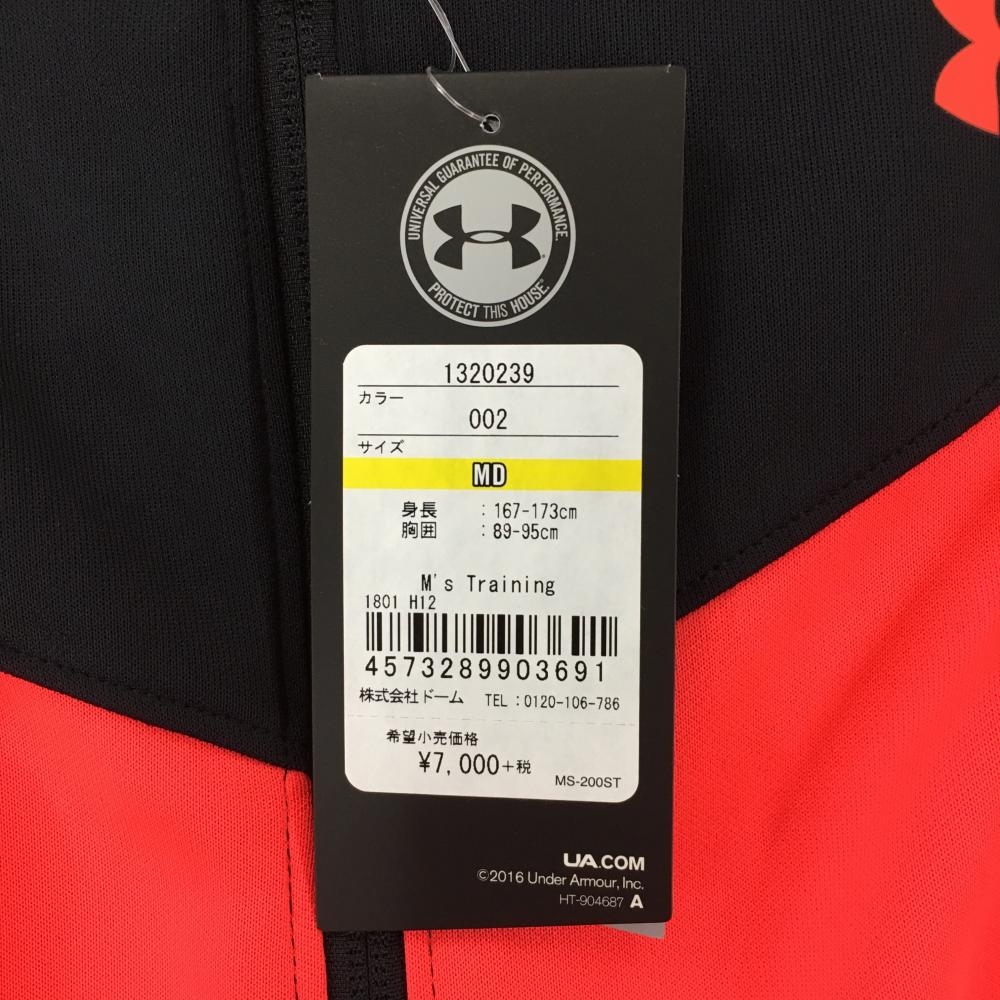 UNIVERSAL GUARANTEE OF PERFORMANCE.
PROTECT THIS HOUSE.
1320239
カラー
002
サイズ
MD
身長 : 167-173cm
胸囲 : 89-95cm
M's Training
1801 H12
4573289903691
株式会社ドーム TEL:0120-106-786
希望小売価格
¥7,000+税
MS-200ST
UA.COM
©2016 Under Armour, Inc.
HT-904687 A